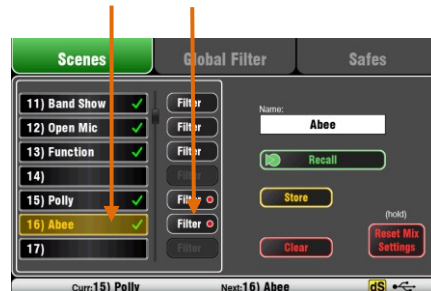 Scenes Global Filter Safes
11) Band Show Filter
12) Open Mic Filter
13) Function Filter
14) Filter
15) Polly Filter
16) Abee Filter
17) Filter
Name:
Abee
Recall
Store
(hold)
Clear
Reset Mix
Settings
Curr:15) Polly Next:16) Abee dS